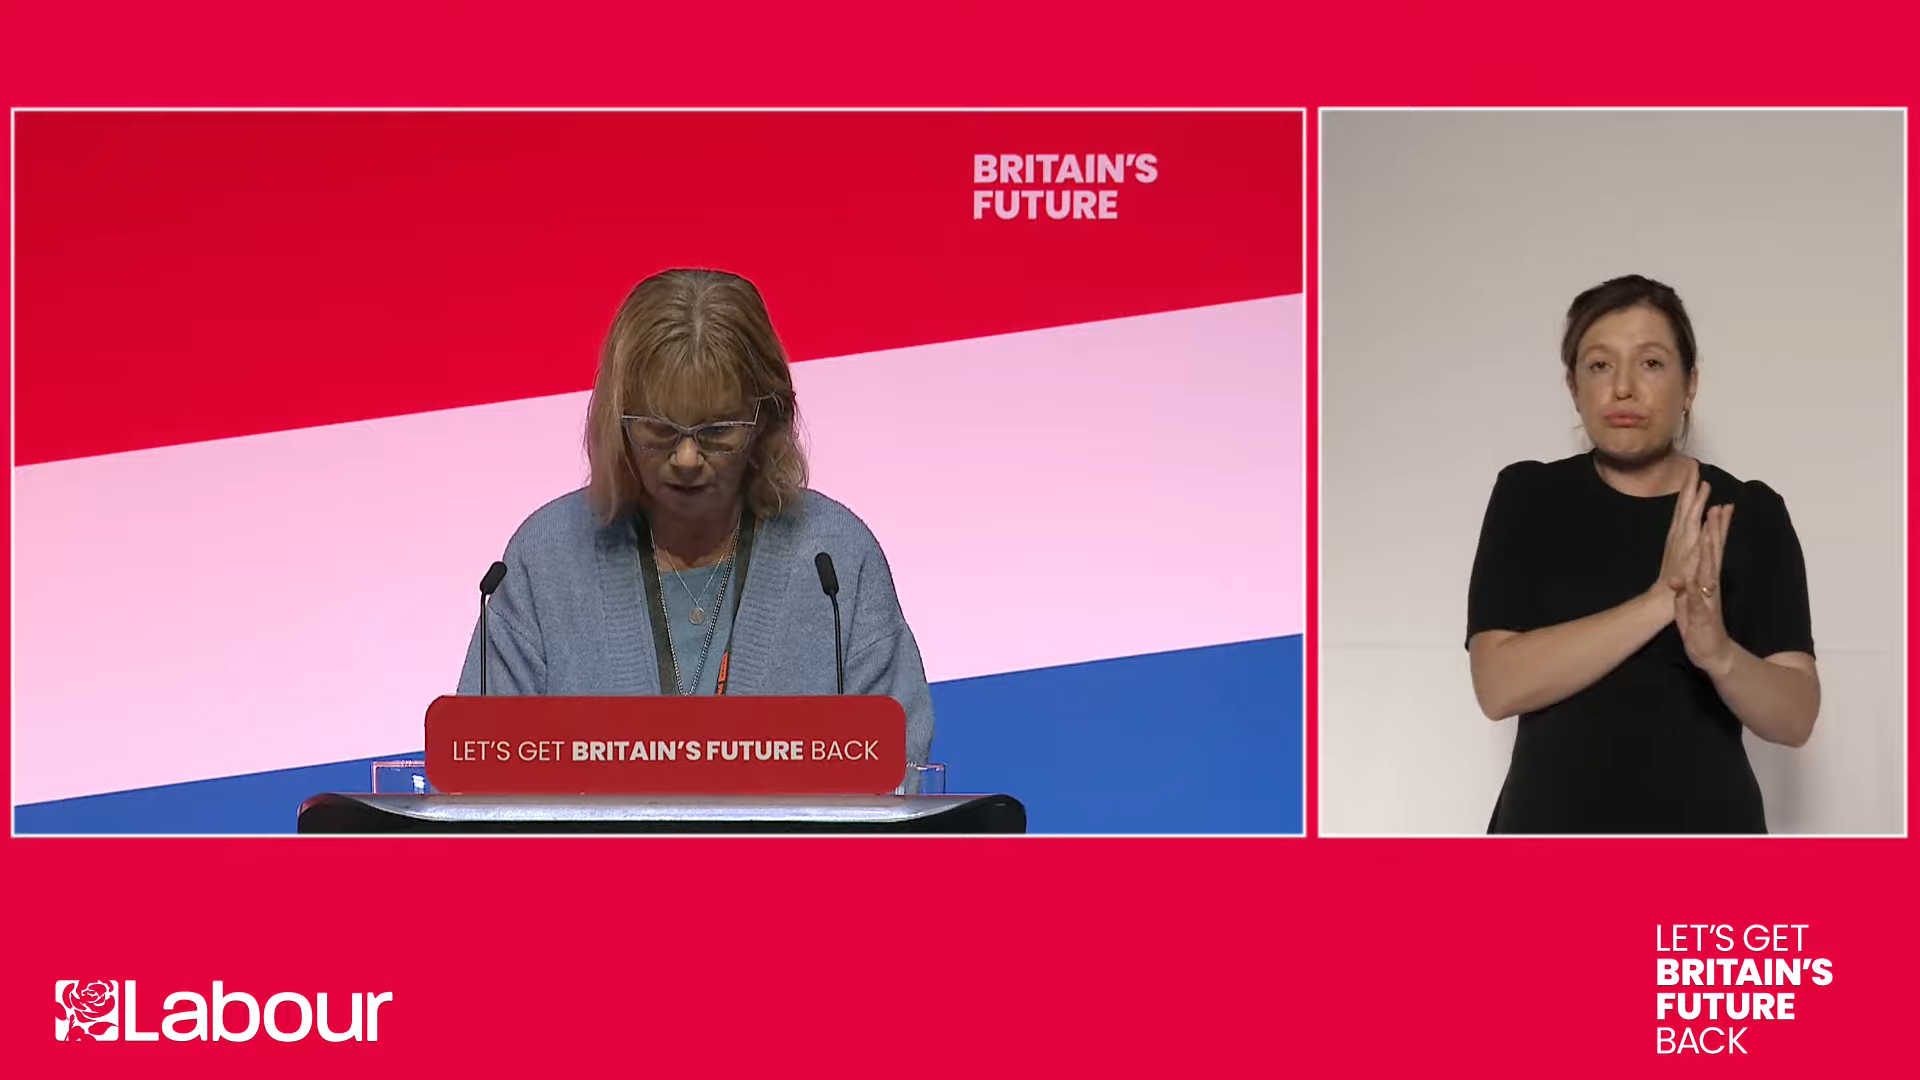 BRITAIN'S
FUTURE
LET'S GET BRITAIN'S FUTURE BACK
Labour
LET'S GET
BRITAIN'S
FUTURE
BACK